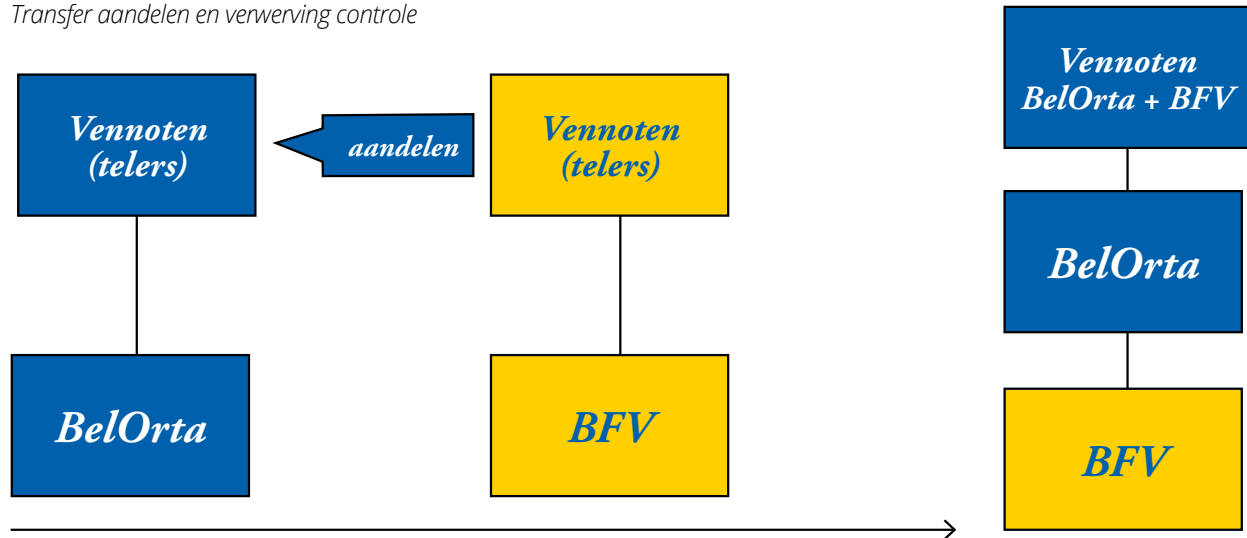 Transfer aandelen en verwerving controle
Vennoten
(telers)
aandelen
Vennoten
(telers)
BelOrta
BFV
Vennoten
BelOrta + BFV
BelOrta
BFV